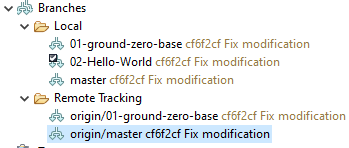 Branches
Local
01-ground-zero-base cf6f2cf Fix modification
02-Hello-World cf6f2cf Fix modification
master cf6f2cf Fix modification
Remote Tracking
origin/01-ground-zero-base cf6f2cf Fix modification
origin/master cf6f2cf Fix modification